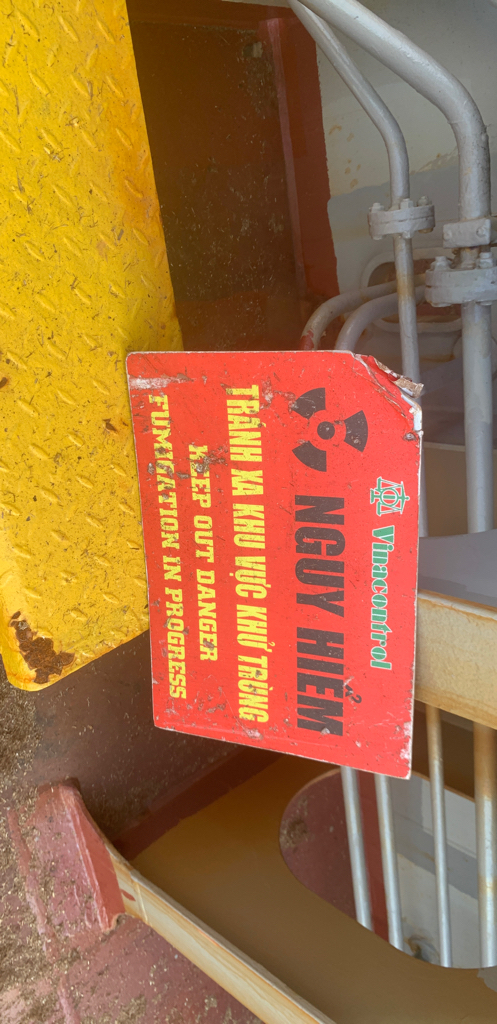 Vinacontrol
NGUY HIỂM
TRÁNH XA KHU VỰC KHỬ TRÙNG
KEEP OUT DANGER
FUMIGATION IN PROGRESS